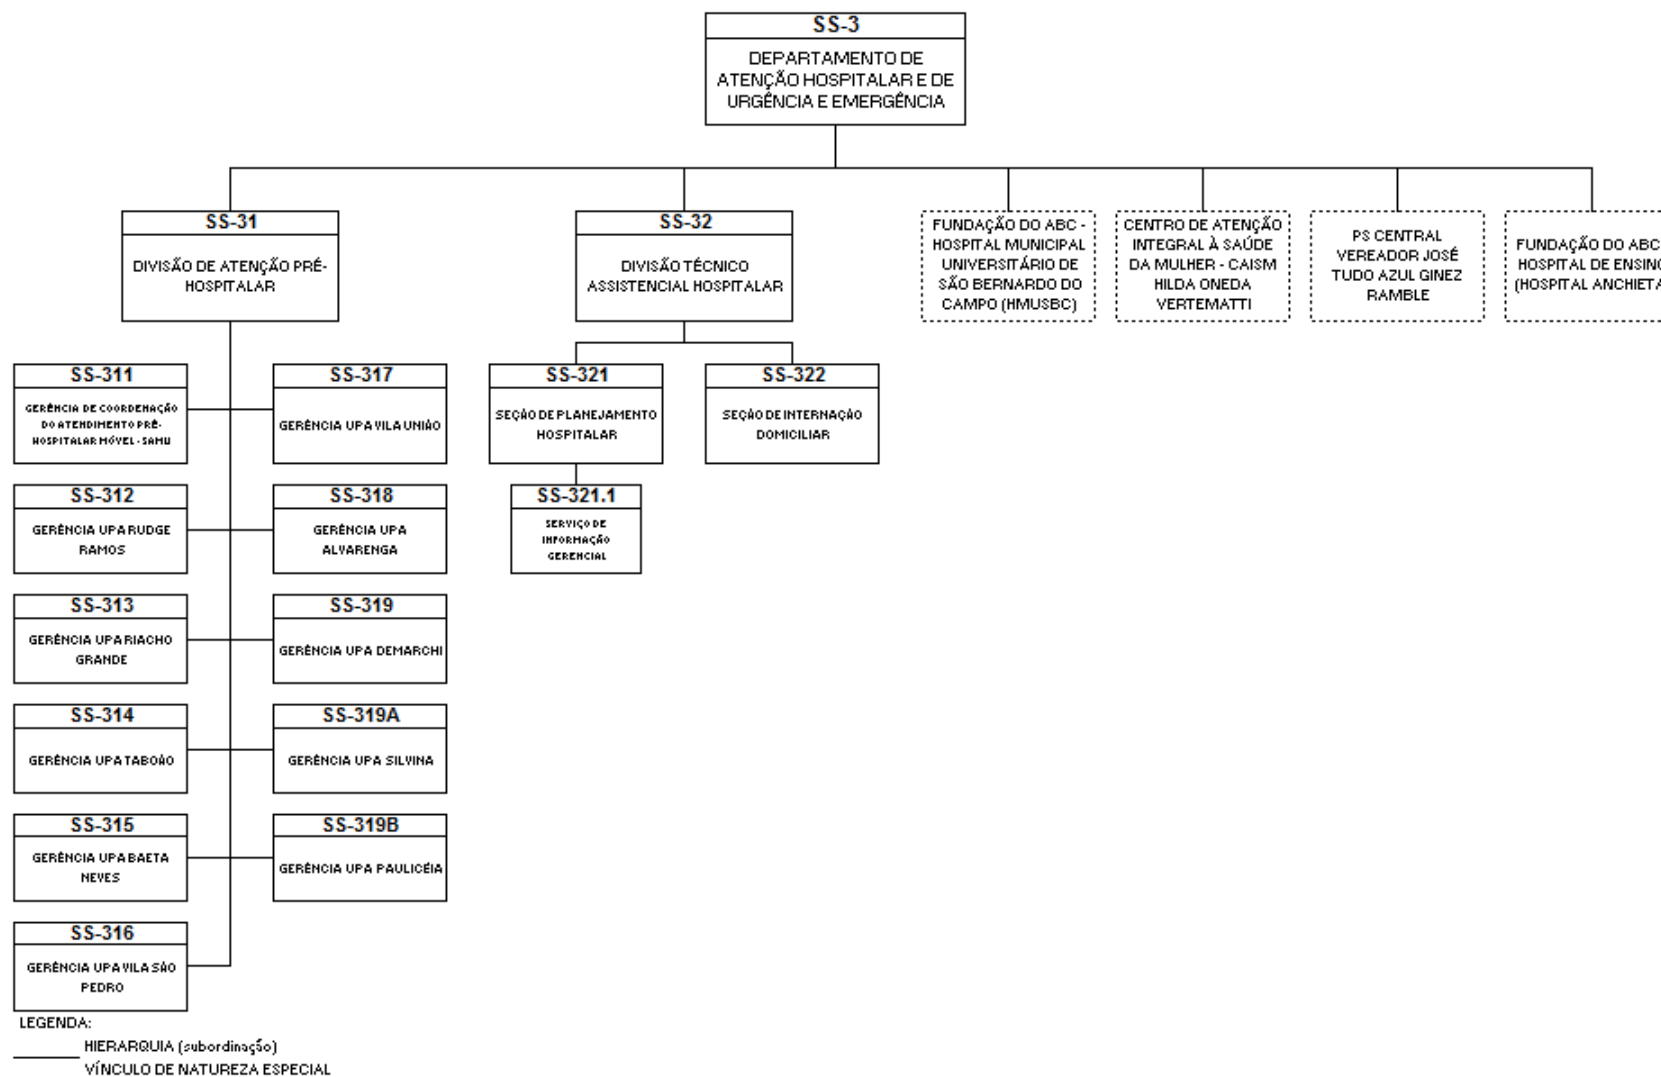 SS-3
DEPARTAMENTO DE
ATENÇÃO HOSPITALAR E DE
URGÊNCIA E EMERGÊNCIA
SS-31
DIVISÃO DE ATENÇÃO PRÉ-
HOSPITALAR
SS-32
DIVISÃO TÉCNICO
ASSISTENCIAL HOSPITALAR
FUNDAÇÃO DO ABC -
HOSPITAL MUNICIPAL
UNIVERSITÁRIO DE
SÃO BERNARDO DO
CAMPO (HMUSBC)
CENTRO DE ATENÇÃO
INTEGRAL À SAÚDE
DA MULHER - CAISM
HILDA ONEDA
VERTEMATTI
PS CENTRAL
VEREADOR JOSÉ
TUDO AZUL GINEZ
RAMBLE
FUNDAÇÃO DO ABC
HOSPITAL DE ENSINO
(HOSPITAL ANCHIETA
SS-311
GERÊNCIA DE COORDENAÇÃO
DO ATENDIMENTO PRÉ-
HOSPITALAR MÓVEL - SAMU
SS-317
GERÊNCIA UPA VILA UNIÃO
SS-321
SEÇÃO DE PLANEJAMENTO
HOSPITALAR
SS-322
SEÇÃO DE INTERNAÇÃO
DOMICILIAR
SS-312
GERÊNCIA UPA RUDGE
RAMOS
SS-318
GERÊNCIA UPA
ALVARENGA
SS-321.1
SERVIÇO DE
INFORMAÇÃO
GERENCIAL
SS-313
GERÊNCIA UPA RIACHO
GRANDE
SS-319
GERÊNCIA UPA DEMARCHI
SS-314
GERÊNCIA UPA TABOÃO
SS-319A
GERÊNCIA UPA SILVINA
SS-315
GERÊNCIA UPA BAETA
NEVES
SS-319B
GERÊNCIA UPA PAULICÉIA
SS-316
GERÊNCIA UPA VILA SÃO
PEDRO
LEGENDA:
HIERARQUIA (subordinação)
VÍNCULO DE NATUREZA ESPECIAL